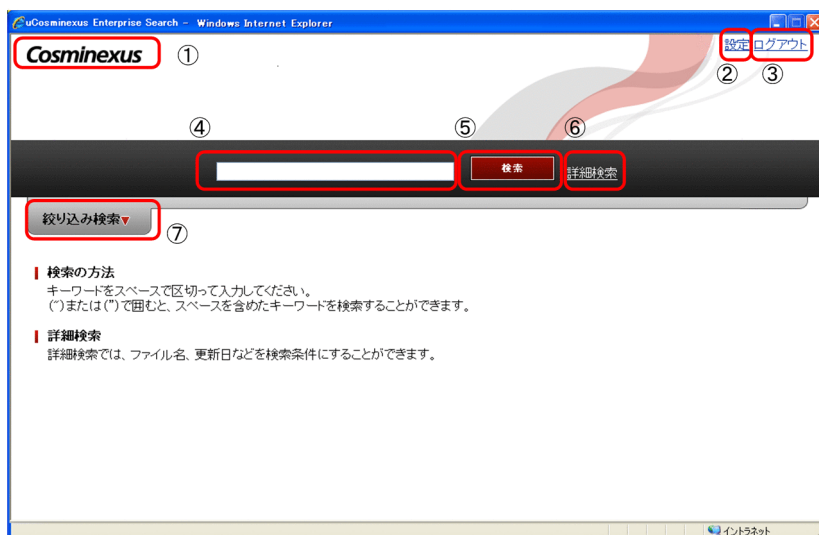 uCosminexus Enterprise Search - Windows Internet Explorer
Cosminexus ①
設定 ログアウト
② ③
④ ⑤ ⑥
検索 詳細検索
絞り込み検索▼
⑦
検索の方法
キーワードをスペースで区切って入力してください。
(″)または(”)で囲むと、スペースを含めたキーワードを検索することができます。
詳細検索
詳細検索では、ファイル名、更新日などを検索条件にすることができます。
イントラネット